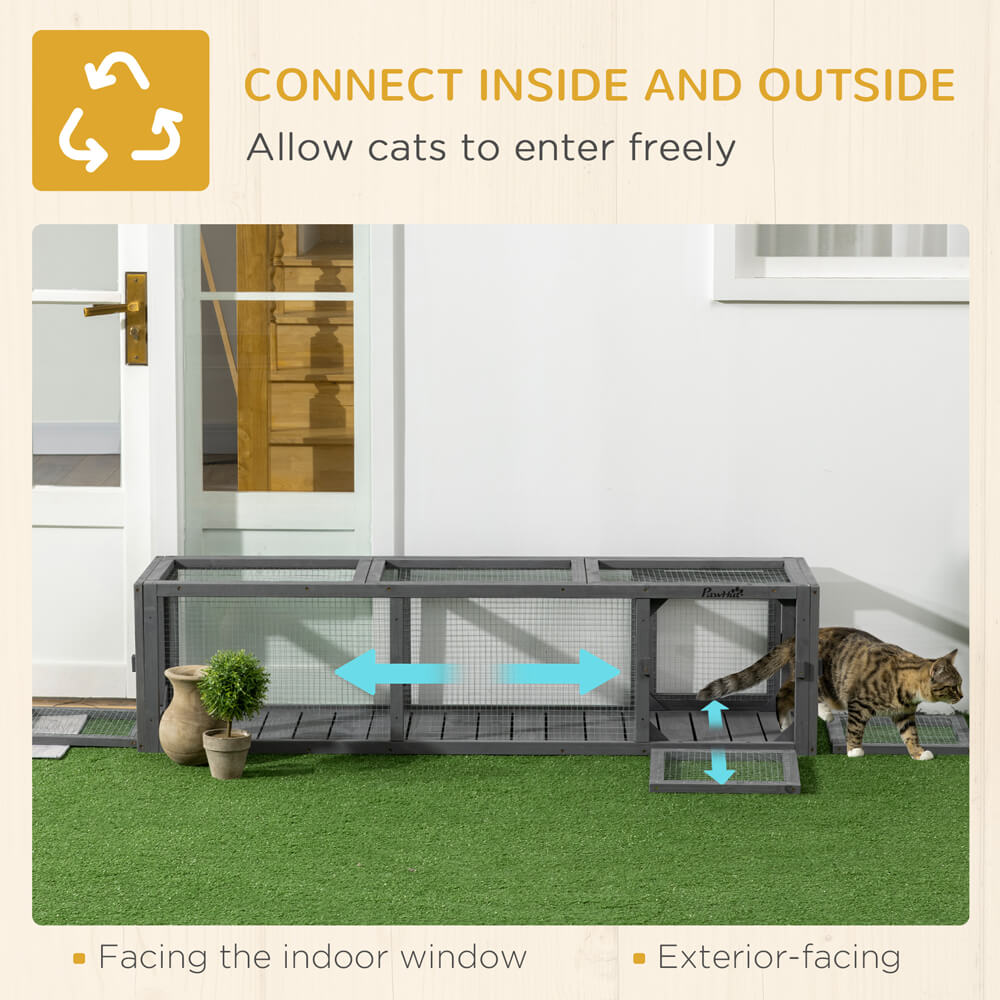 CONNECT INSIDE AND OUTSIDE
Allow cats to enter freely
PawHut
Facing the indoor window
Exterior-facing